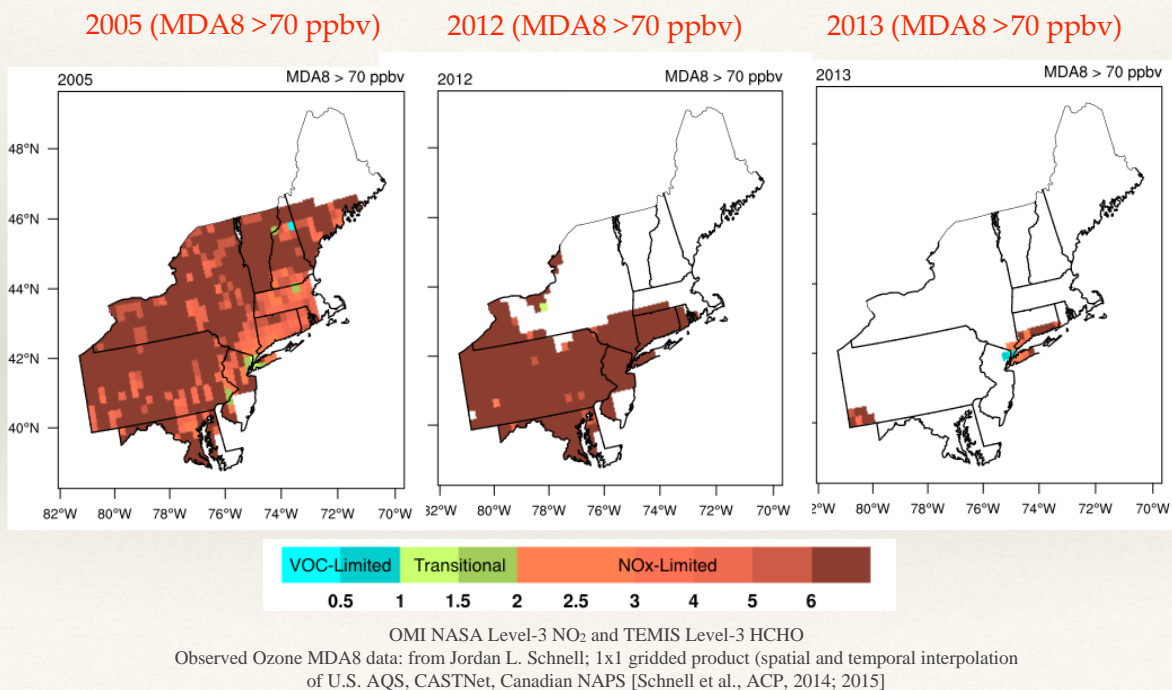 2005 (MDA8 >70 ppbv)
2012 (MDA8 >70 ppbv)
2013 (MDA8 >70 ppbv)
2005
MDA8 > 70 ppbv
2012
MDA8 > 70 ppbv
2013
MDA8 > 70 ppbv
48°N
46°N
44°N
42°N
40°N
82°W 80°W 78°W 76°W 74°W 72°W 70°W
.82°W 80°W 78°W 76°W 74°W 72°W 70°W
2°W 80°W 78°W 76°W 74°W 72°W 70°W
VOC-Limited Transitional NOx-Limited
0.5 1 1.5 2 2.5 3 4 5 6
OMI NASA Level-3 NO₂ and TEMIS Level-3 HCHO
Observed Ozone MDA8 data: from Jordan L. Schnell; 1x1 gridded product (spatial and temporal interpolation
of U.S. AQS, CASTNet, Canadian NAPS [Schnell et al., ACP, 2014; 2015]